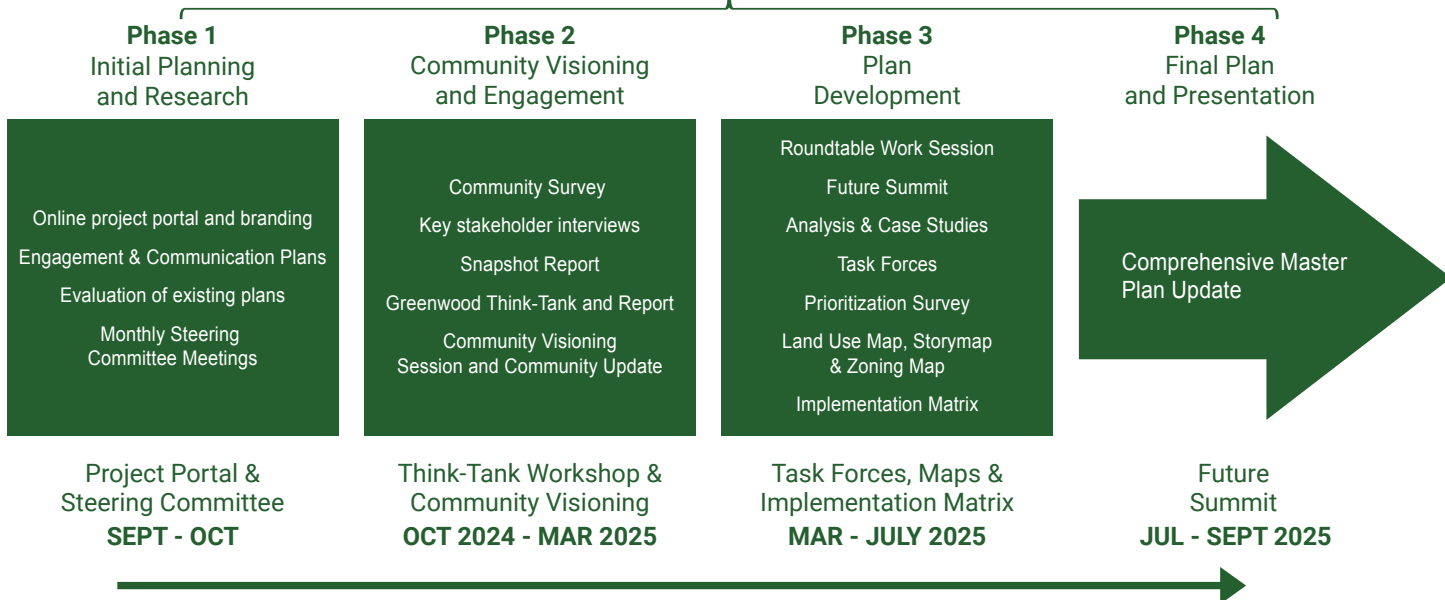 Phase 1
Initial Planning
and Research
Online project portal and branding
Engagement & Communication Plans
Evaluation of existing plans
Monthly Steering
Committee Meetings
Project Portal &
Steering Committee
SEPT - OCT
Phase 2
Community Visioning
and Engagement
Community Survey
Key stakeholder interviews
Snapshot Report
Greenwood Think-Tank and Report
Community Visioning
Session and Community Update
Think-Tank Workshop &
Community Visioning
OCT 2024 - MAR 2025
Phase 3
Plan
Development
Roundtable Work Session
Future Summit
Analysis & Case Studies
Task Forces
Prioritization Survey
Land Use Map, Storymap
& Zoning Map
Implementation Matrix
Task Forces, Maps &
Implementation Matrix
MAR - JULY 2025
Phase 4
Final Plan
and Presentation
Comprehensive Master
Plan Update
Future
Summit
JUL - SEPT 2025